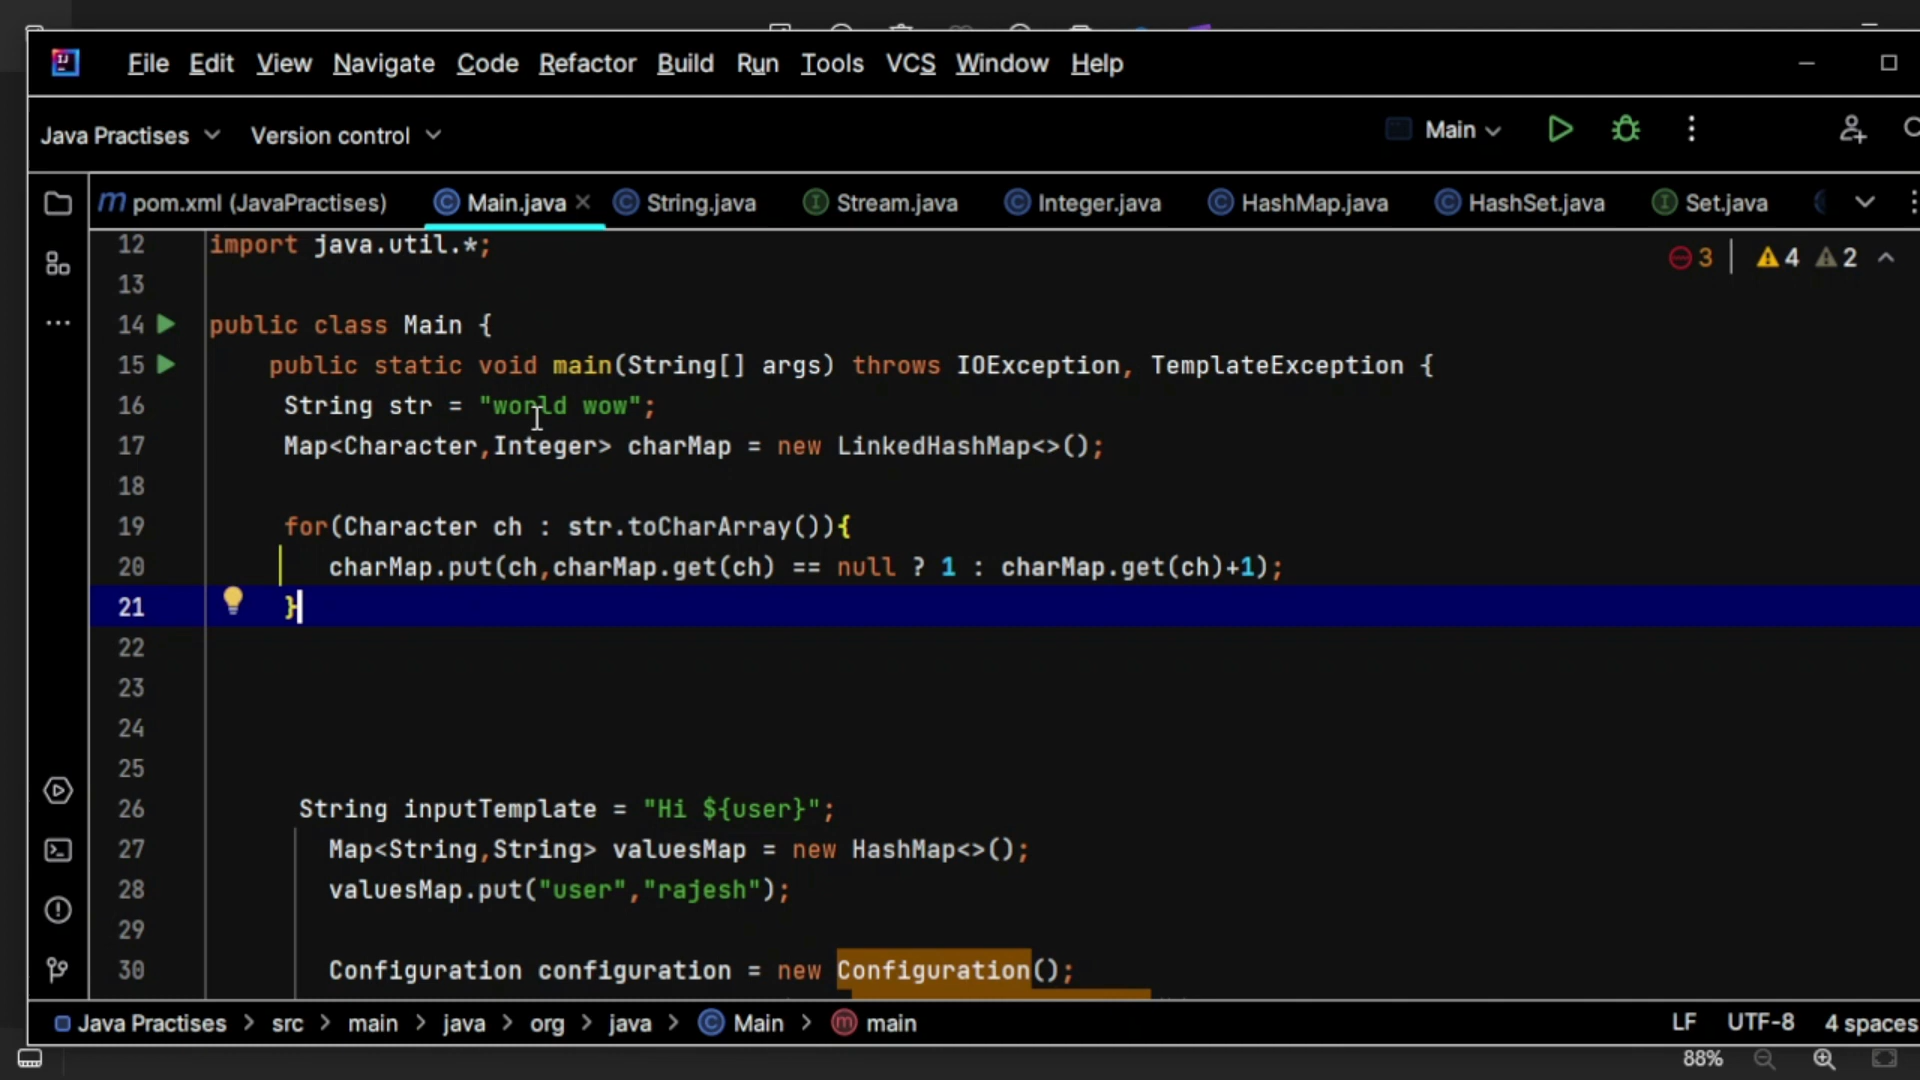 File Edit View Navigate Code Refactor Build Run Tools VCS Window Help
Java Practises Version control Main
pom.xml (JavaPractises) Main.java String.java Stream.java Integer.java HashMap.java HashSet.java Set.java
12 import java.util.*;
3 4 2
13
14 public class Main {
15 public static void main(String[] args) throws IOException, TemplateException {
16 String str = "world wow";
17 Map<Character,Integer> charMap = new LinkedHashMap<>();
18
19 for(Character ch : str.toCharArray()){
20 charMap.put(ch,charMap.get(ch) == null ? 1 : charMap.get(ch)+1);
21 }
22
23
24
25
26 String inputTemplate = "Hi ${user}";
27 Map<String,String> valuesMap = new HashMap<>();
28 valuesMap.put("user","rajesh");
29
30 Configuration configuration = new Configuration();
Java Practises > src > main > java > org > java > Main > main LF UTF-8 4 spaces
88%